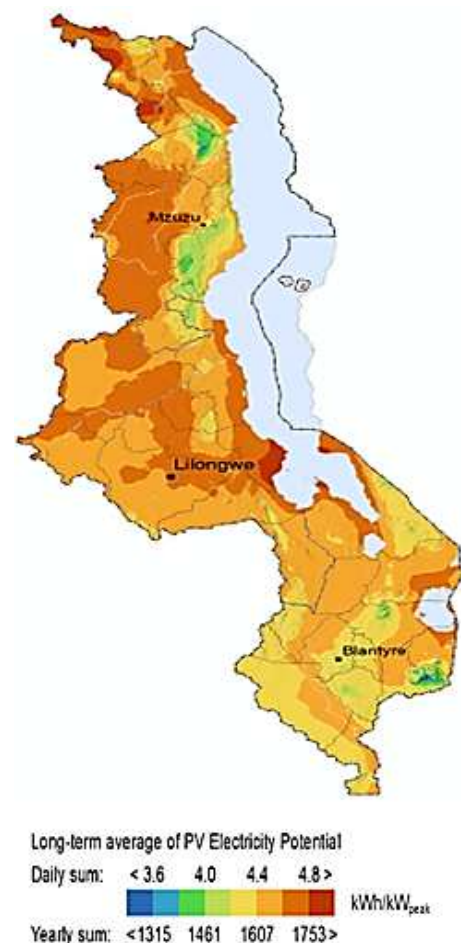 Mzuzu
Lilongwe
Blantyre
Long-term average of PV Electricity Potential
Daily sum: < 3.6 4.0 4.4 4.8 >
kWh/kWpeak
Yearly sum: <1315 1461 1607 1753>